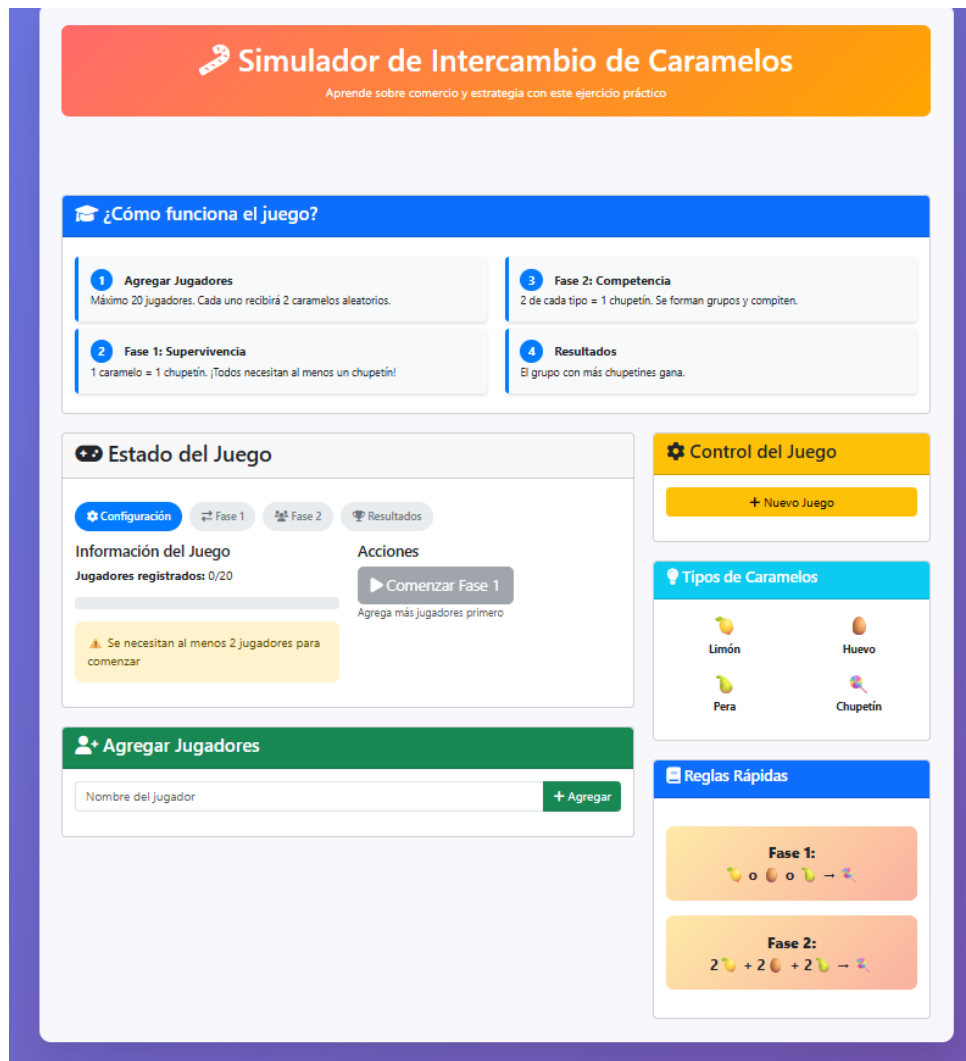 Simulador de Intercambio de Caramelos
Aprende sobre comercio y estrategia con este ejercicio práctico
¿Cómo funciona el juego?
1 Agregar Jugadores
Máximo 20 jugadores. Cada uno recibirá 2 caramelos aleatorios.
2 Fase 1: Supervivencia
1 caramelo = 1 chupetín. ¡Todos necesitan al menos un chupetín!
3 Fase 2: Competencia
2 de cada tipo = 1 chupetín. Se forman grupos y compiten.
4 Resultados
El grupo con más chupetines gana.
Estado del Juego
Configuración Fase 1 Fase 2 Resultados
Información del Juego
Jugadores registrados: 0/20
Se necesitan al menos 2 jugadores para
comenzar
Acciones
Comenzar Fase 1
Agrega más jugadores primero
Agregar Jugadores
Nombre del jugador + Agregar
Control del Juego
+ Nuevo Juego
Tipos de Caramelos
Limón Huevo
Pera Chupetín
Reglas Rápidas
Fase 1:
🍋 o 🥚 o 🍐 → 🍭
Fase 2:
2 🍋 + 2 🥚 + 2 🍐 → 🍭